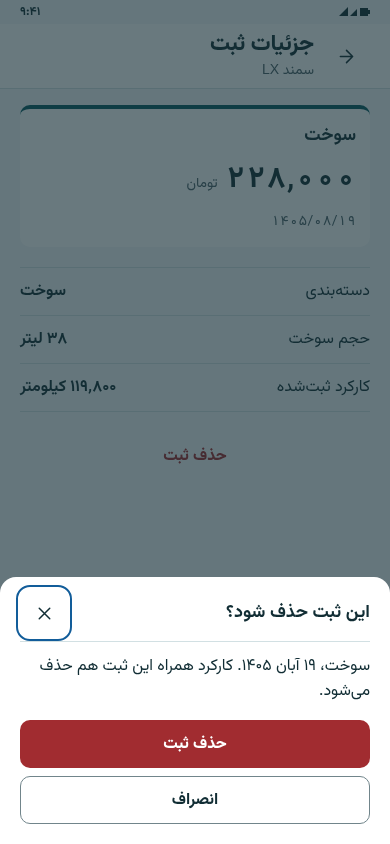 ۹:۴۱
جزئیات ثبت
سمند LX
سوخت
۲۲۸,۰۰۰ تومان
۱۴۰۵/۰۸/۱۹
دسته‌بندی سوخت
حجم سوخت ۳۸ لیتر
کارکرد ثبت‌شده ۱۱۹,۸۰۰ کیلومتر
حذف ثبت
این ثبت حذف شود؟
سوخت، ۱۹ آبان ۱۴۰۵. کارکرد همراه این ثبت هم حذف
می‌شود.
حذف ثبت
انصراف